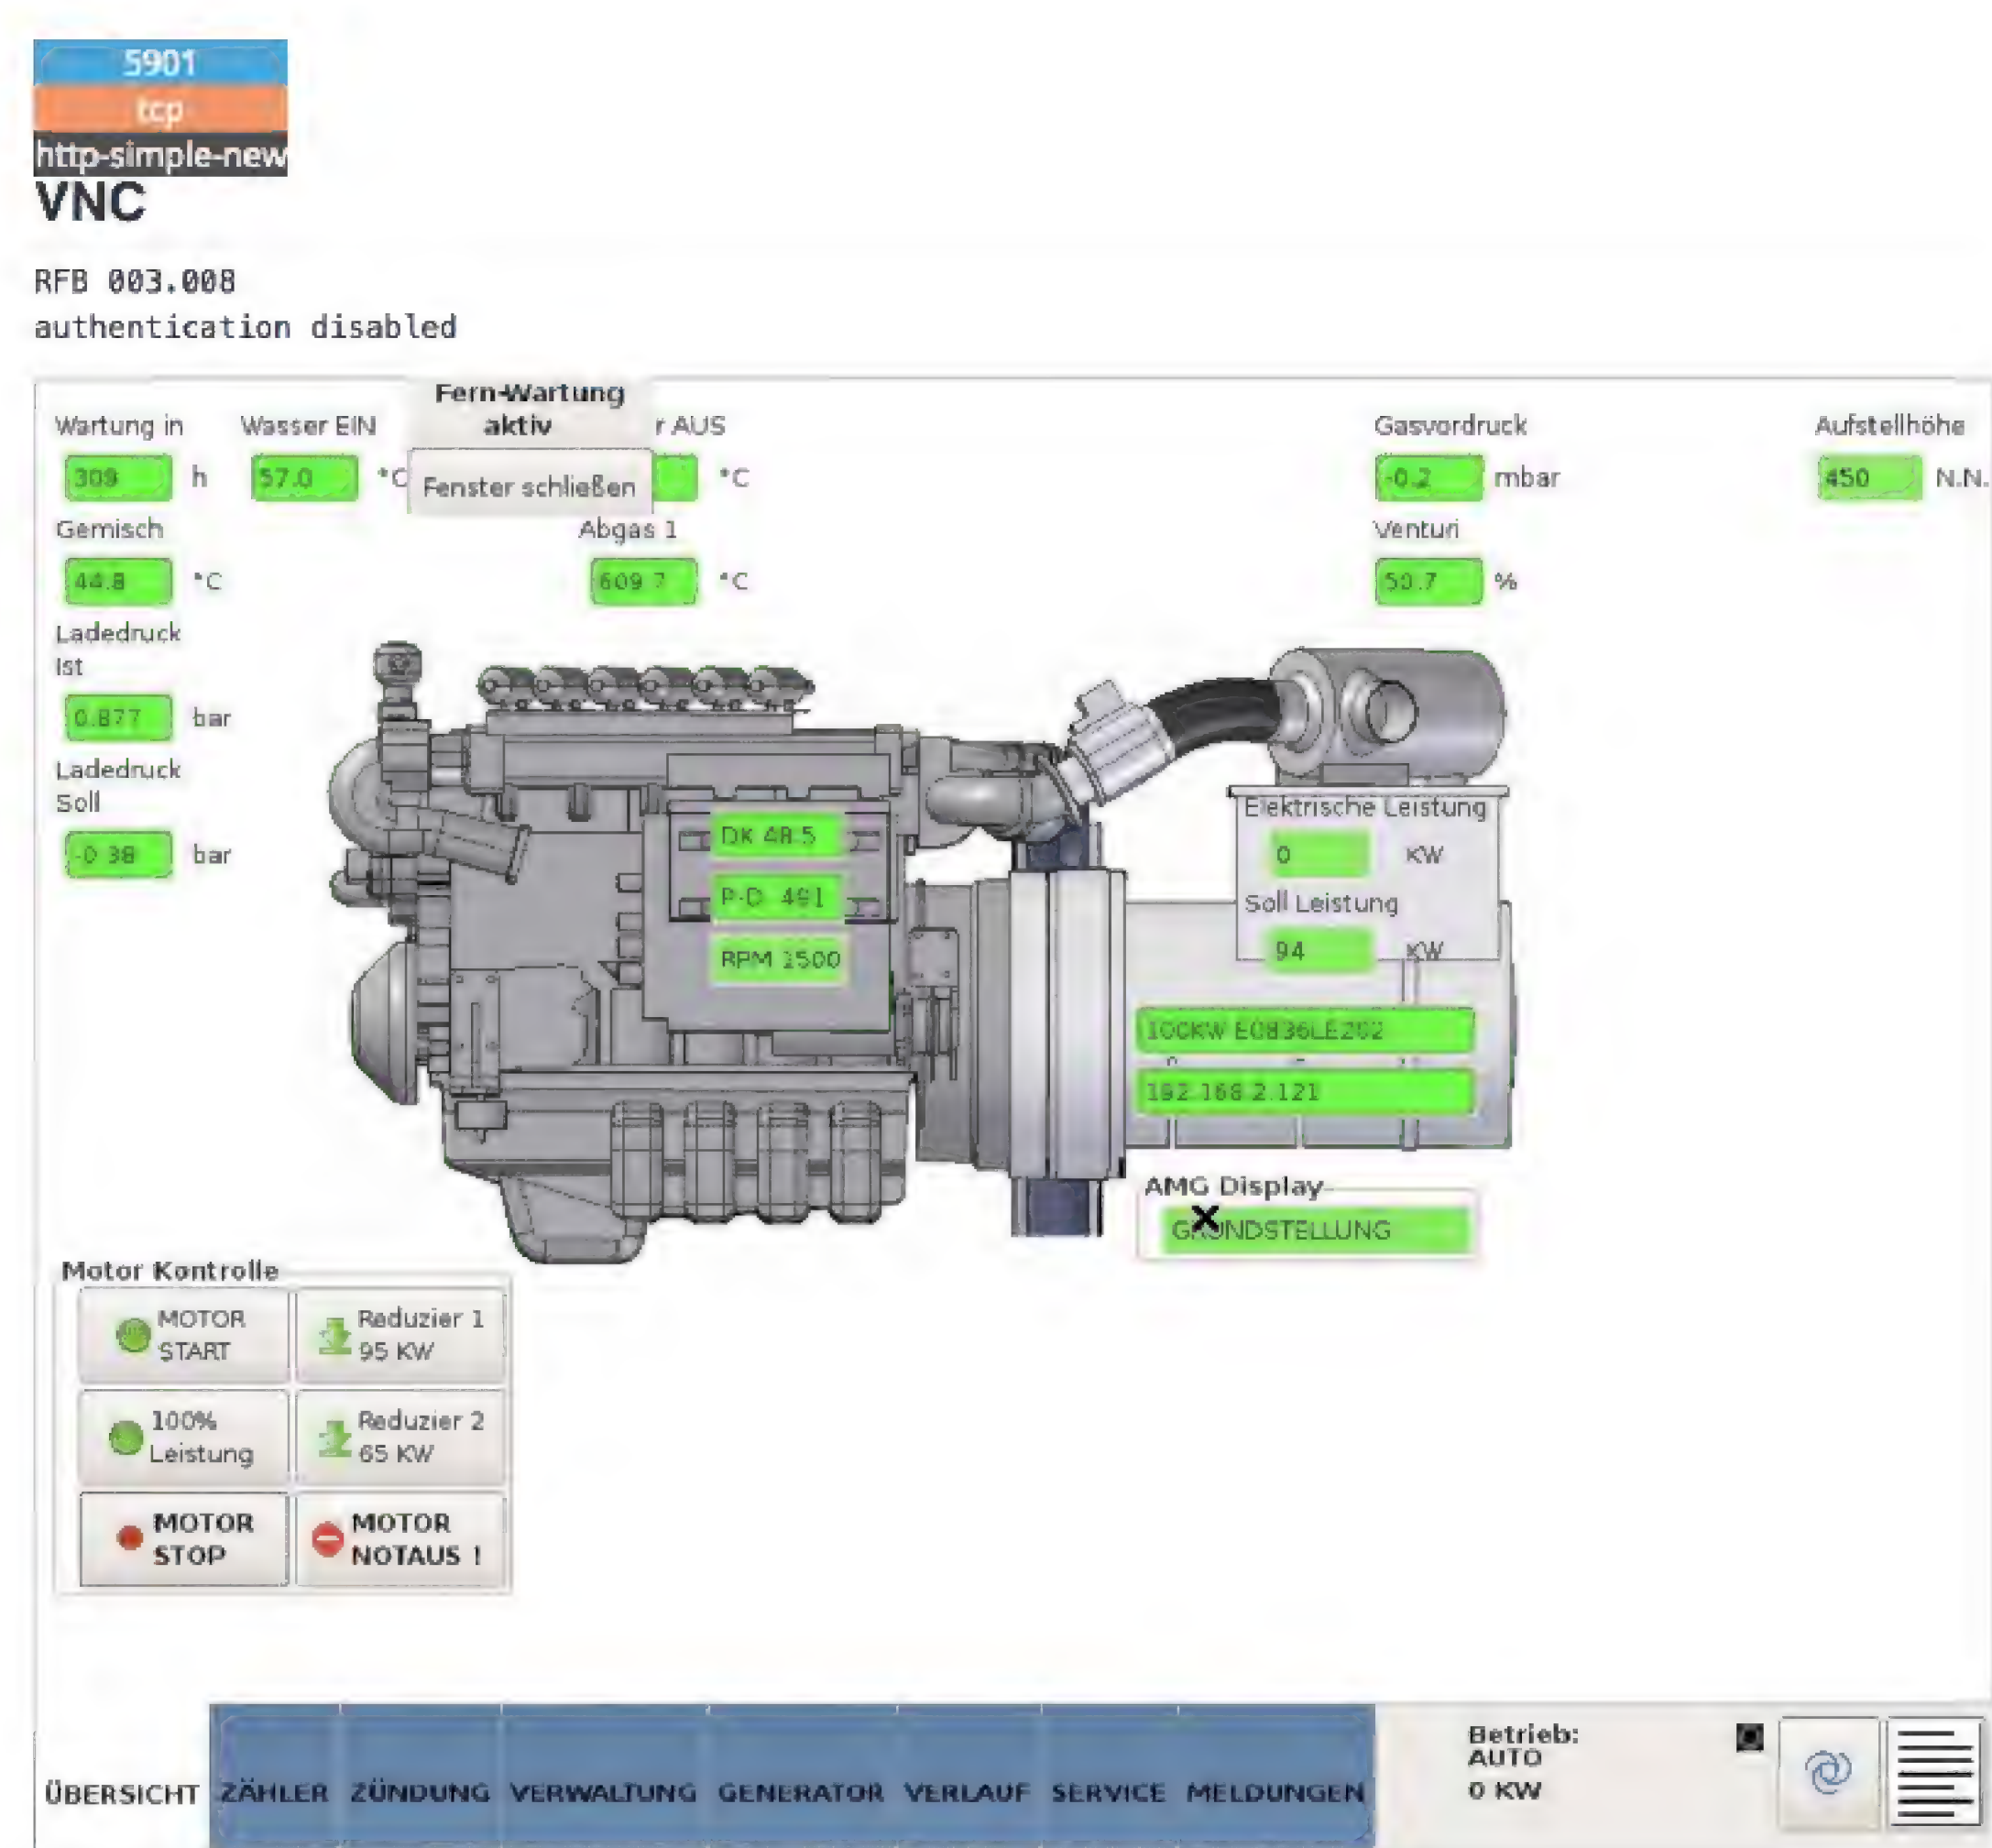 5901
tcp
http-simple-new
VNC
RFB 003.008
authentication disabled
Fern-Wartung
aktiv
Fenster schließen
Wartung in
309 h
Wasser EIN
57.0 °C
r AUS
°C
Gasvordruck
-0.2 mbar
Aufstellhöhe
450 N.N.
Gemisch
44.8 °C
Abgas 1
609.7 °C
Venturi
50.7 %
Ladedruck
Ist
0.877 bar
Ladedruck
Soll
-0.38 bar
DK 48.5
P-D 491
RPM 1500
Elektrische Leistung
0 KW
Soll Leistung
94 KW
100KW E0836LE202
192.168.2.121
AMG Display
GRUNDSTELLUNG
Motor Kontrolle
MOTOR
START
Reduzier 1
95 KW
100%
Leistung
Reduzier 2
65 KW
MOTOR
STOP
MOTOR
NOTAUS !
ÜBERSICHT ZÄHLER ZÜNDUNG VERWALTUNG GENERATOR VERLAUF SERVICE MELDUNGEN
Betrieb:
AUTO
0 KW